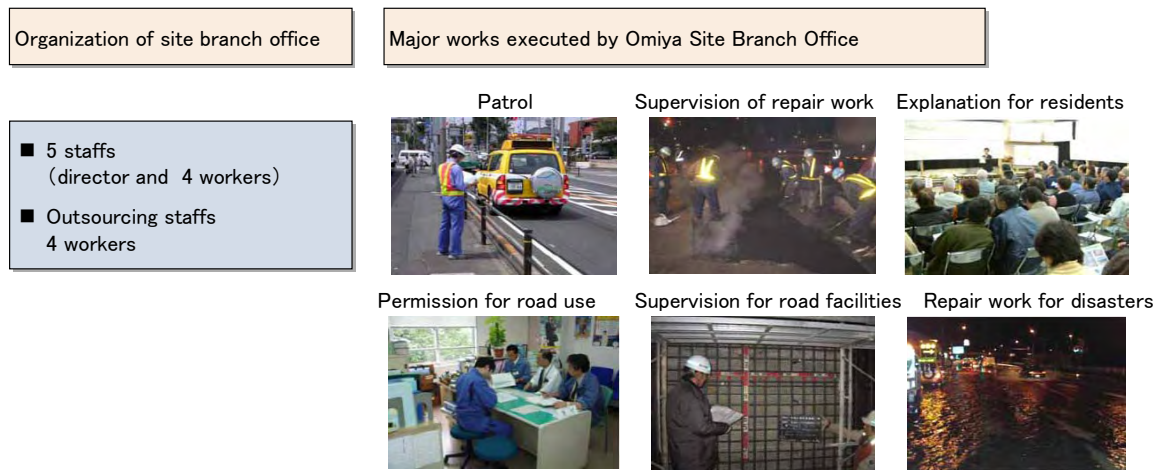 Organization of site branch office
Major works executed by Omiya Site Branch Office
■ 5 staffs
(director and 4 workers)
■ Outsourcing staffs
4 workers
Patrol
Supervision of repair work
Explanation for residents
Permission for road use
Supervision for road facilities
Repair work for disasters